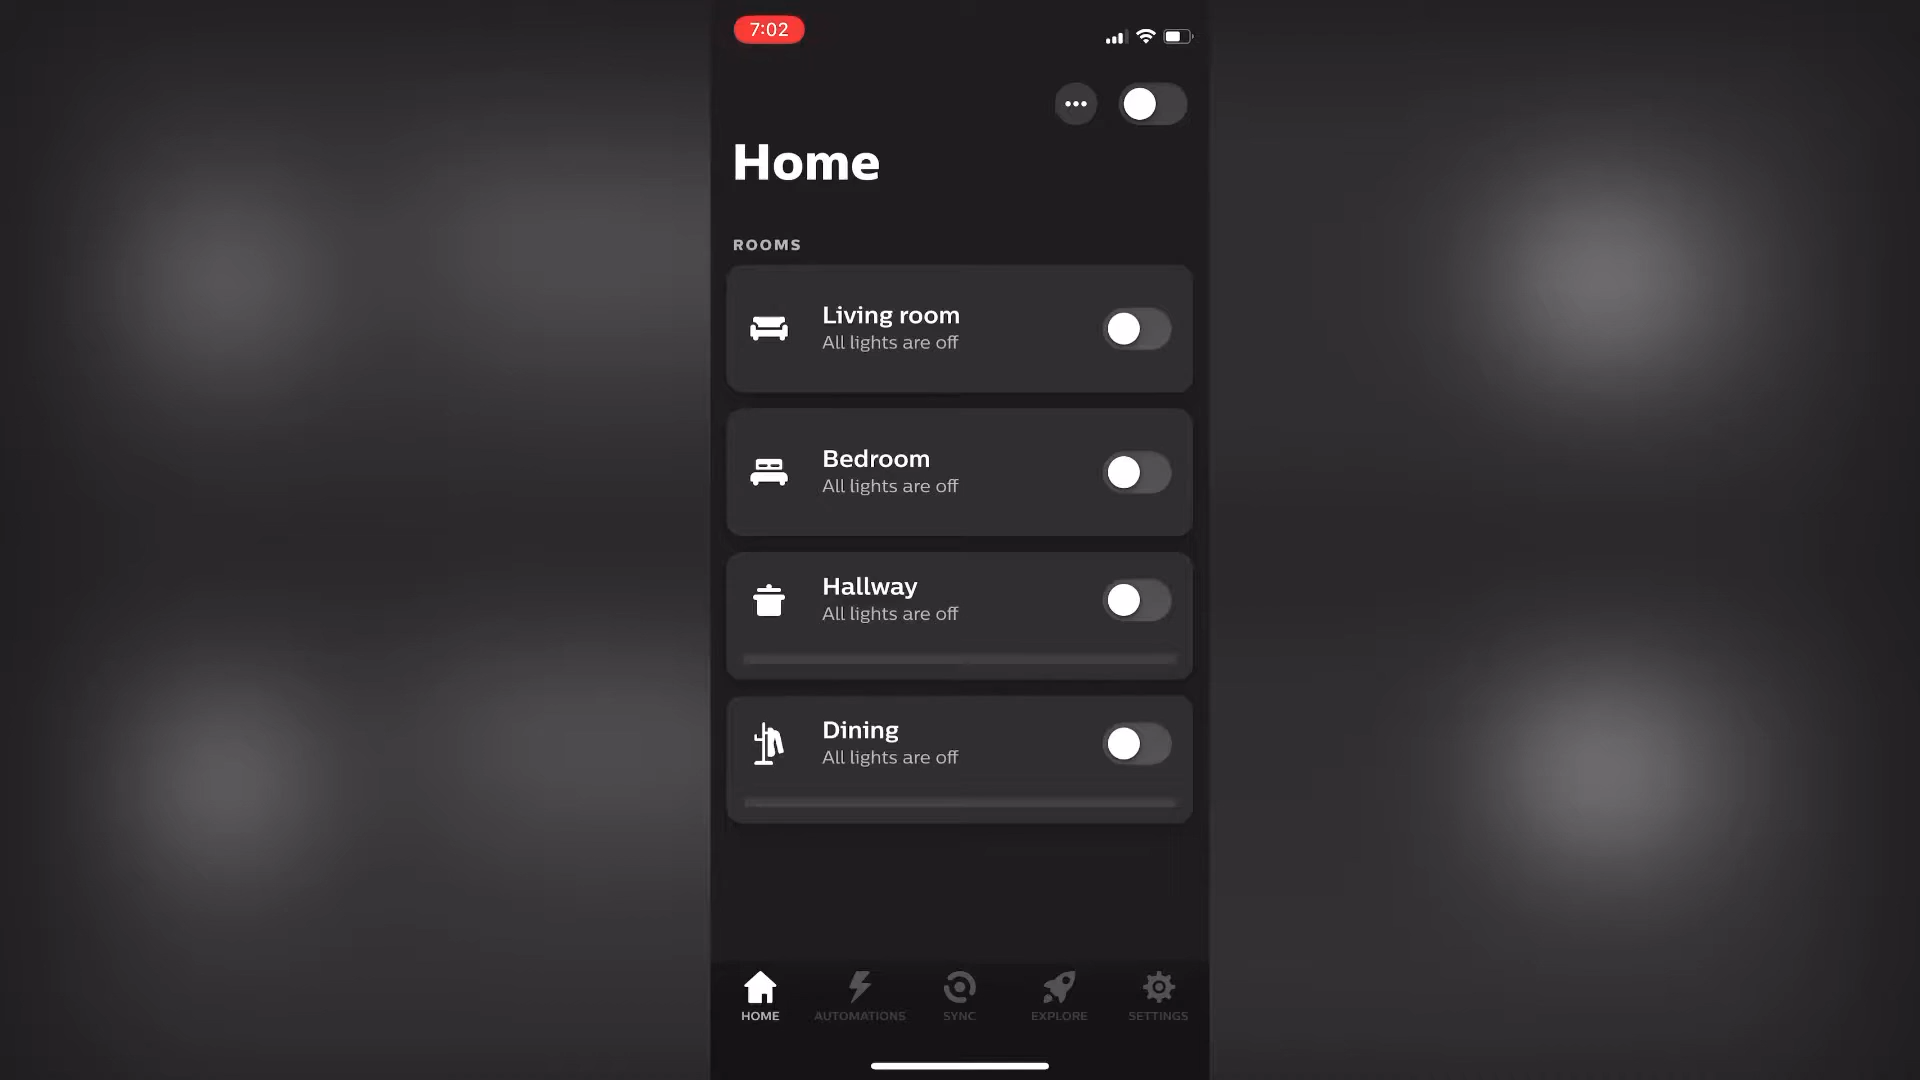 7:02
Home
ROOMS
Living room
All lights are off
Bedroom
All lights are off
Hallway
All lights are off
Dining
All lights are off
HOME
AUTOMATIONS
SYNC
EXPLORE
SETTINGS